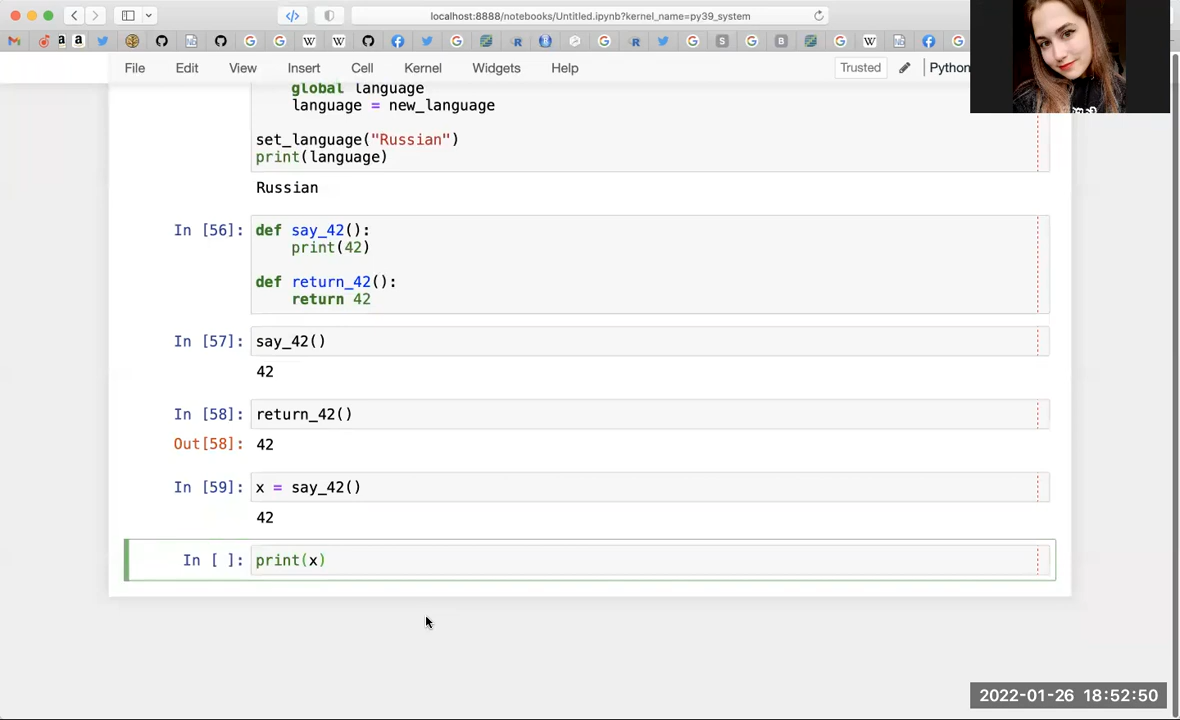 localhost:8888/notebooks/Untitled.ipynb?kernel_name=py39_system
File Edit View Insert Cell Kernel Widgets Help Trusted Python
global language
language = new_language
set_language("Russian")
print(language)
Russian
In [56]: def say_42():
print(42)
def return_42():
return 42
In [57]: say_42()
42
In [58]: return_42()
Out[58]: 42
In [59]: x = say_42()
42
In [ ]: print(x)
2022-01-26 18:52:50